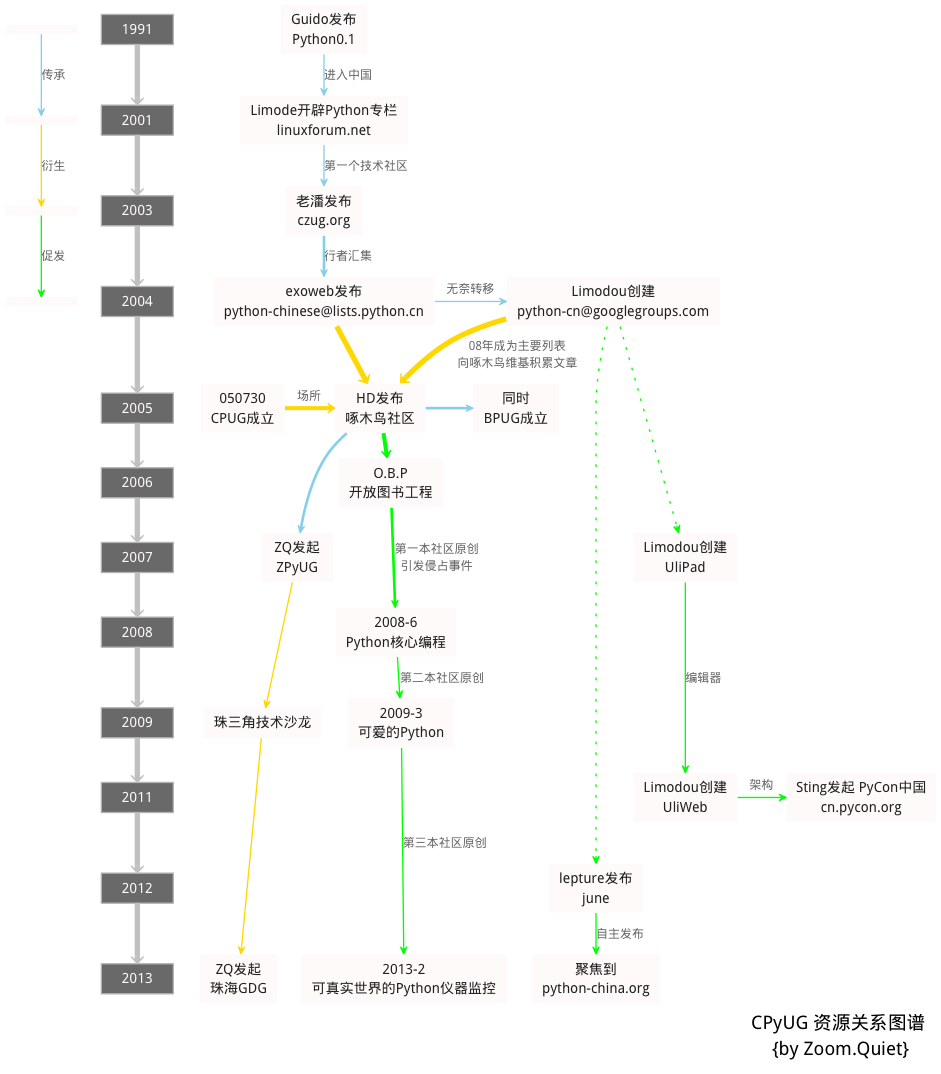 1991
Guido发布
Python0.1
传承
进入中国
2001
Limode开辟Python专栏
linuxforum.net
衍生
第一个技术社区
2003
老潘发布
czug.org
促发
行者汇集
2004
exoweb发布
python-chinese@lists.python.cn
无奈转移
Limodou创建
python-cn@googlegroups.com
08年成为主要列表
向啄木鸟维基积累文章
2005
050730
CPUG成立
场所
HD发布
啄木鸟社区
同时
BPUG成立
2006
O.B.P
开放图书工程
2007
ZQ发起
ZPyUG
第一本社区原创
引发侵占事件
Limodou创建
UliPad
2008
2008-6
Python核心编程
第二本社区原创
编辑器
2009
珠三角技术沙龙
2009-3
可爱的Python
2011
Limodou创建
UliWeb
架构
Sting发起 PyCon中国
cn.pycon.org
第三本社区原创
2012
lepture发布
june
自主发布
2013
ZQ发起
珠海GDG
2013-2
可真实世界的Python仪器监控
聚焦到
python-china.org
CPyUG 资源关系图谱
{by Zoom.Quiet}